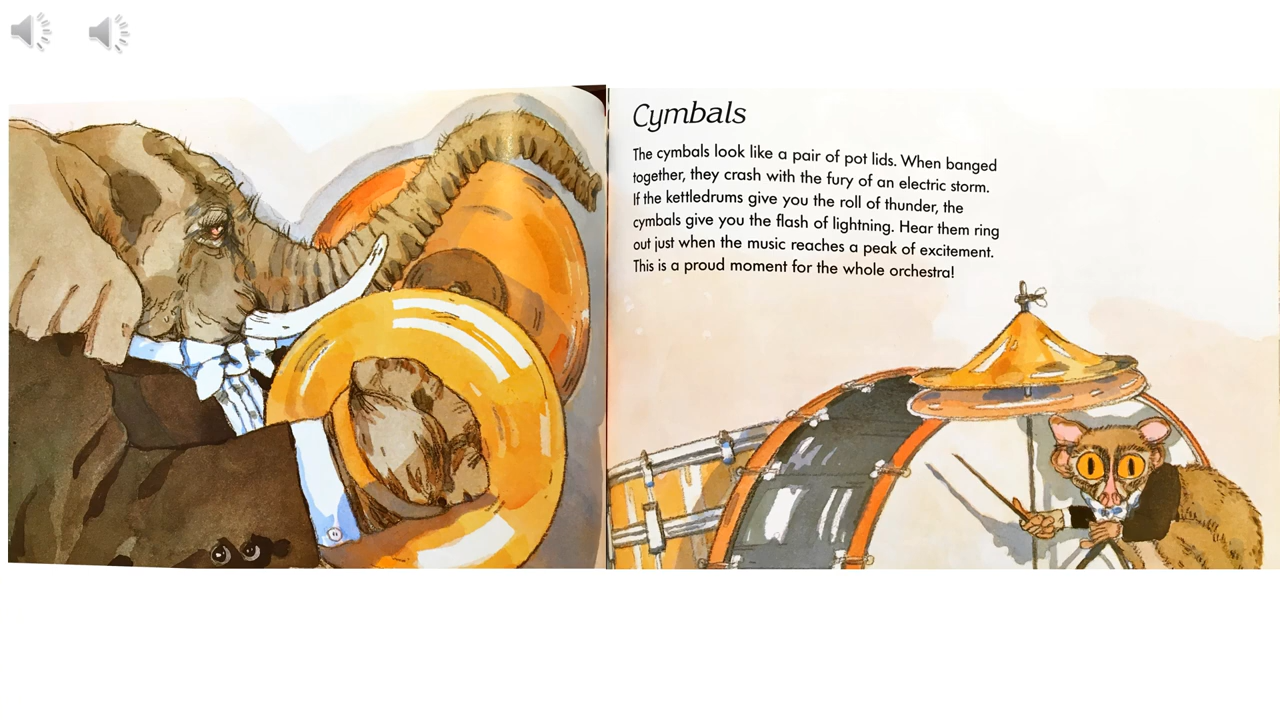 Cymbals
The cymbals look like a pair of pot lids. When banged
together, they crash with the fury of an electric storm.
If the kettledrums give you the roll of thunder, the
cymbals give you the flash of lightning. Hear them ring
out just when the music reaches a peak of excitement.
This is a proud moment for the whole orchestra!